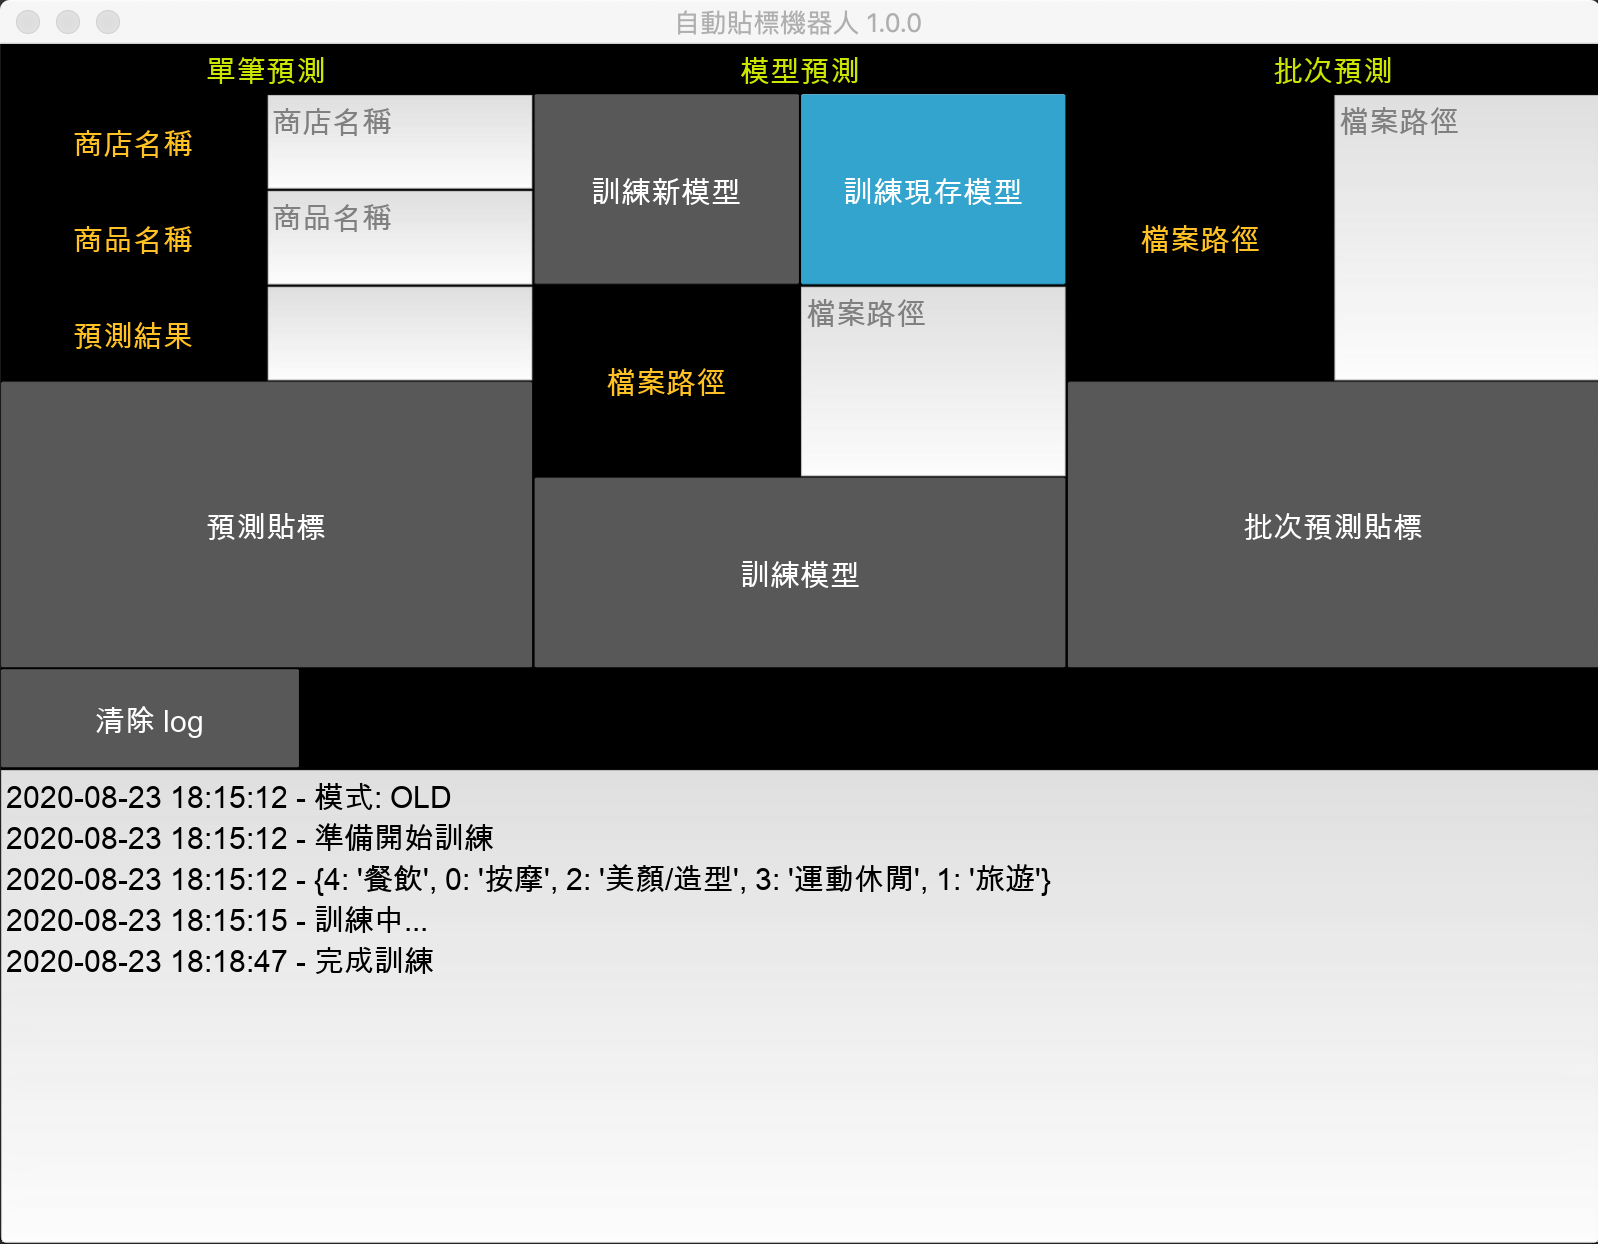 自動貼標機器人 1.0.0
單筆預測
商店名稱
商店名稱
商品名稱
商品名稱
預測結果
預測貼標
模型預測
訓練新模型
訓練現存模型
檔案路徑
檔案路徑
訓練模型
批次預測
檔案路徑
檔案路徑
批次預測貼標
清除 log
2020-08-23 18:15:12 - 模式: OLD
2020-08-23 18:15:12 - 準備開始訓練
2020-08-23 18:15:12 - {4: '餐飲', 0: '按摩', 2: '美顏/造型', 3: '運動休閒', 1: '旅遊'}
2020-08-23 18:15:15 - 訓練中...
2020-08-23 18:18:47 - 完成訓練